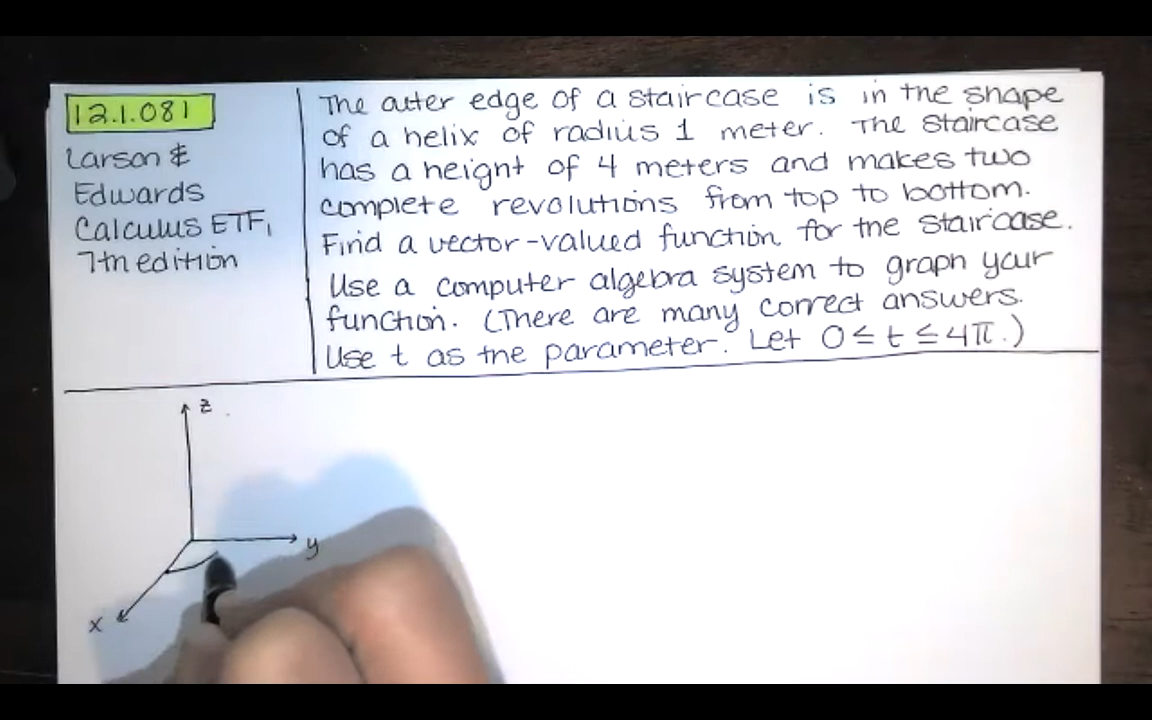 12.1.081
Larson &
Edwards
Calculus ETF,
7th edition
The outer edge of a staircase is in the shape
of a helix of radius 1 meter. The staircase
has a height of 4 meters and makes two
complete revolutions from top to bottom.
Find a vector-valued function for the staircase.
Use a computer algebra system to graph your
function. (There are many correct answers.
Use t as the parameter. Let 0 ≤ t ≤ 4π.)
z
y
x